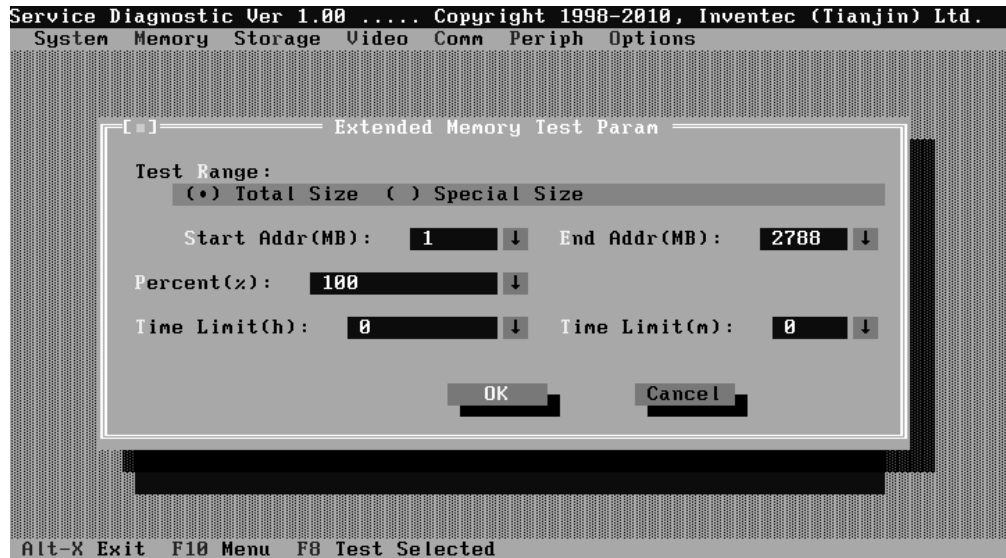 Service Diagnostic Ver 1.00 ..... Copyright 1998-2010, Inventec (Tianjin) Ltd.
System Memory Storage Video Comm Periph Options
[■] Extended Memory Test Param
Test Range:
(•) Total Size ( ) Special Size
Start Addr(MB): 1 ↓ End Addr(MB): 2788 ↓
Percent(%): 100 ↓
Time Limit(h): 0 ↓ Time Limit(m): 0 ↓
OK Cancel
Alt-X Exit F10 Menu F8 Test Selected